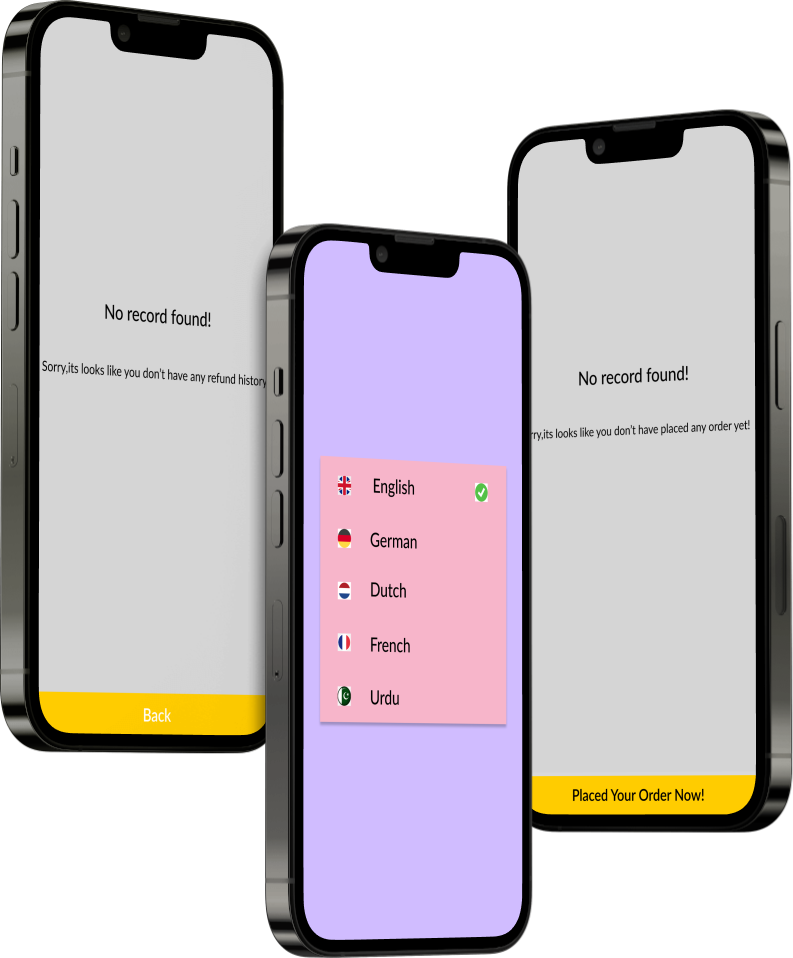 No record found!
Sorry,its looks like you don't have any refund history
Back
English
German
Dutch
French
Urdu
No record found!
rry,its looks like you don't have placed any order yet!
Placed Your Order Now!